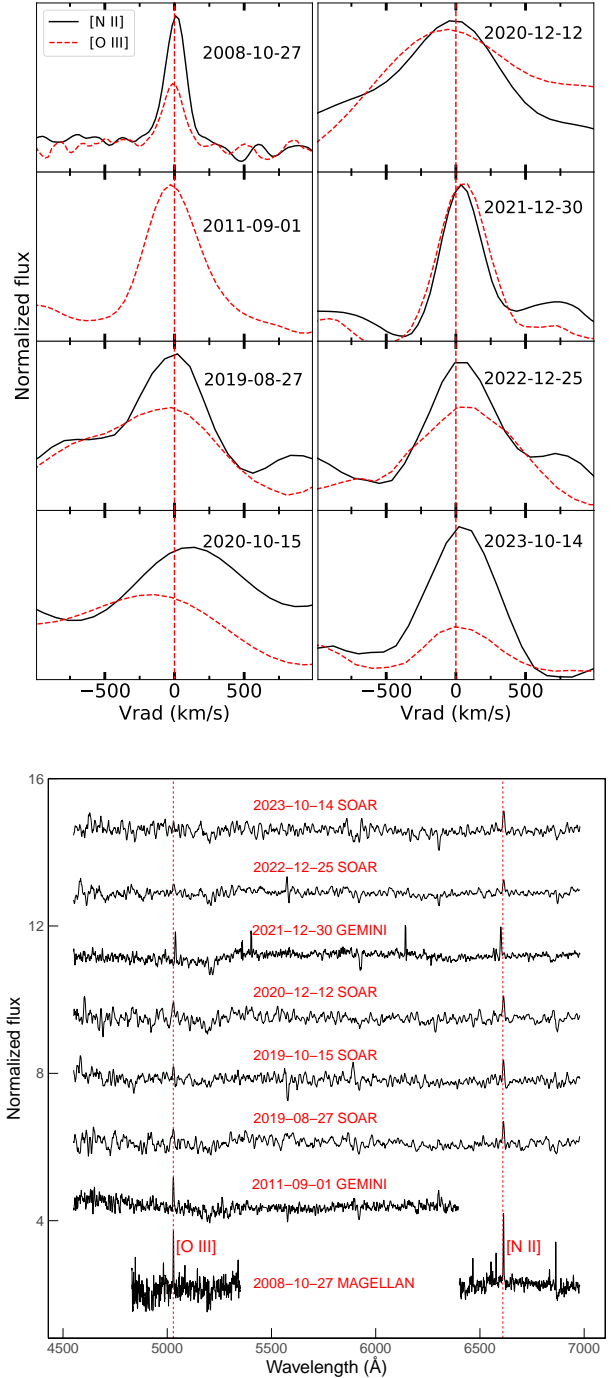 [N II]
[O III]
2008-10-27
2020-12-12
2011-09-01
2021-12-30
2019-08-27
2022-12-25
2020-10-15
2023-10-14
Normalized flux
−500 0 500
−500 0 500
Vrad (km/s)
Vrad (km/s)
16
2023−10−14 SOAR
2022−12−25 SOAR
12
2021−12−30 GEMINI
2020−12−12 SOAR
8
2019−10−15 SOAR
2019−08−27 SOAR
2011−09−01 GEMINI
4
[O III]
[N II]
2008−10−27 MAGELLAN
Normalized flux
4500 5000 5500 6000 6500 7000
Wavelength (Å)